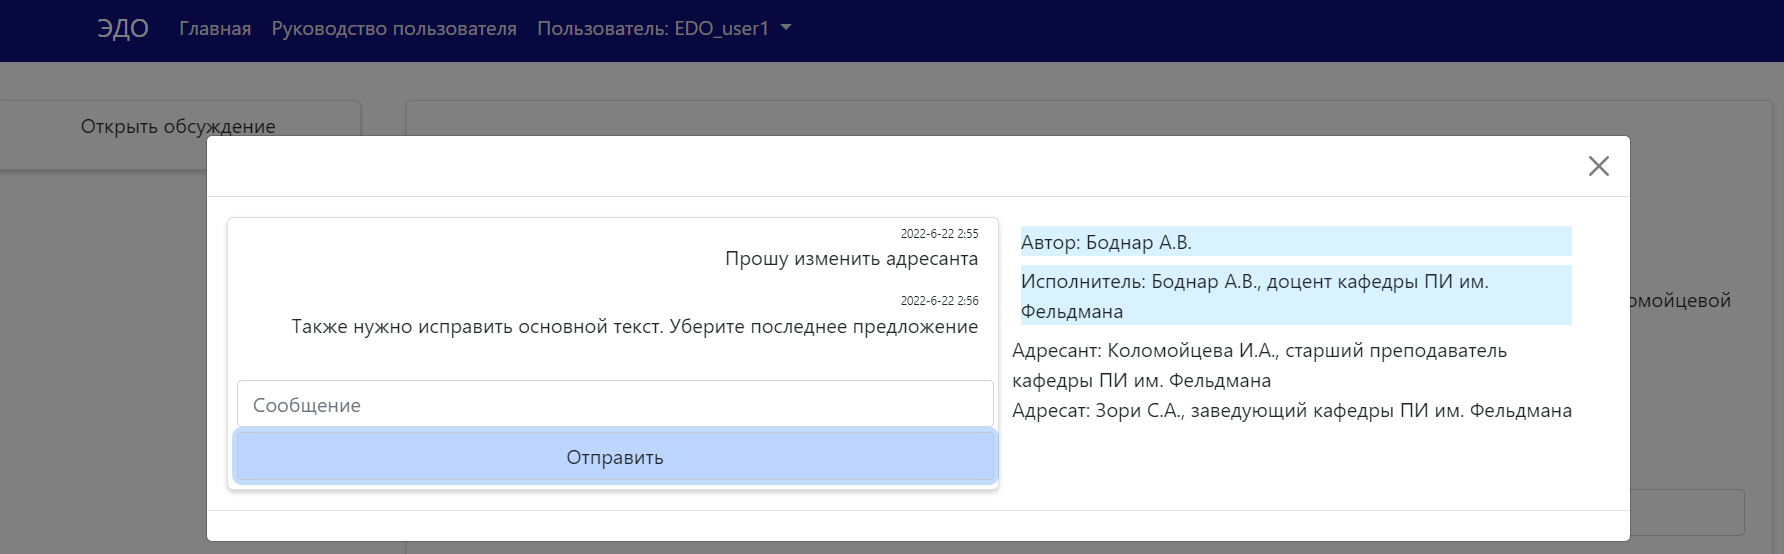 ЭДО Главная Руководство пользователя Пользователь: EDO_user1
Открыть обсуждение
2022-6-22 2:55
Прошу изменить адресанта
2022-6-22 2:56
Также нужно исправить основной текст. Уберите последнее предложение
Сообщение
Отправить
Автор: Боднар А.В.
Исполнитель: Боднар А.В., доцент кафедры ПИ им.
Фельдмана
Адресант: Коломойцева И.А., старший преподаватель
кафедры ПИ им. Фельдмана
Адресат: Зори С.А., заведующий кафедры ПИ им. Фельдмана